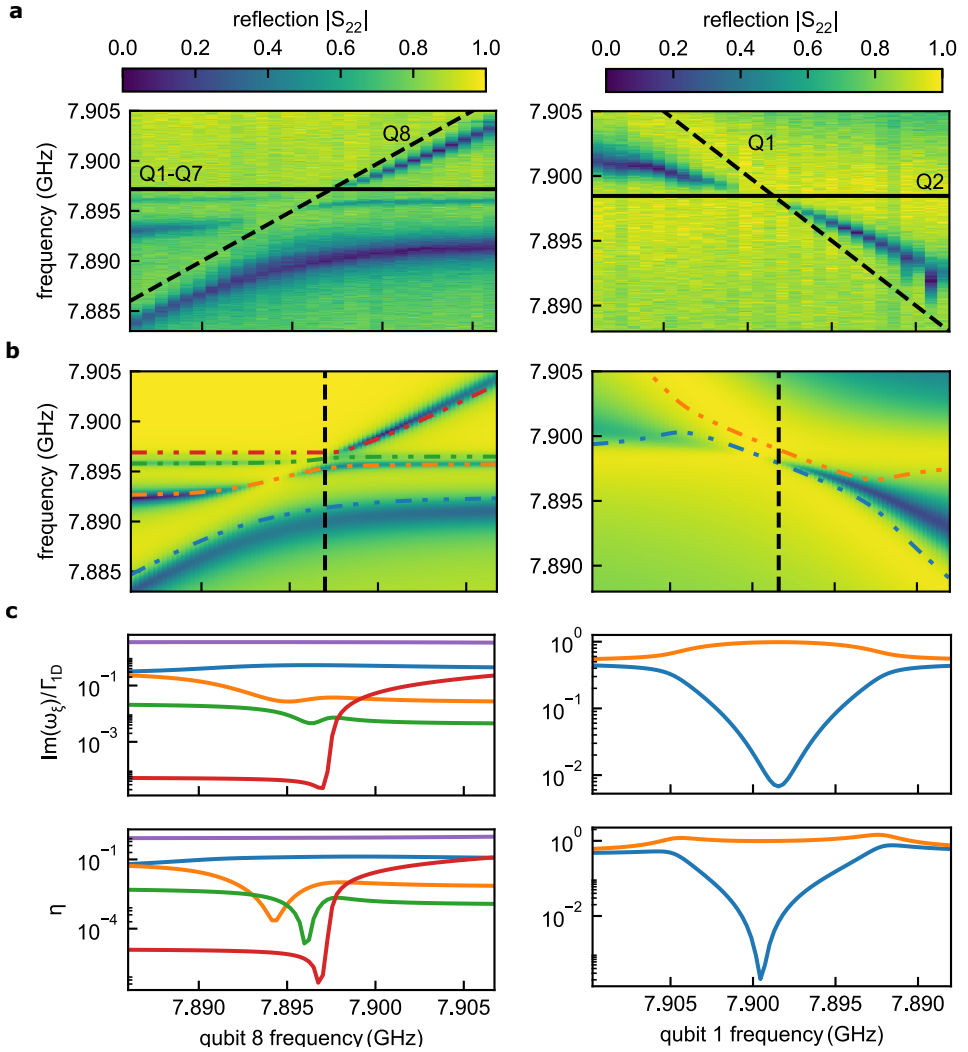 a
reflection |S22|
reflection |S22|
0.0 0.2 0.4 0.6 0.8 1.0
0.0 0.2 0.4 0.6 0.8 1.0
frequency (GHz)
7.905
7.900
7.895
7.890
7.885
Q1-Q7
Q8
7.905
7.900
7.895
7.890
Q1
Q2
b
frequency (GHz)
7.905
7.900
7.895
7.890
7.885
7.905
7.900
7.895
7.890
c
Im(ωξ)/Γ1D
10⁻¹
10⁻³
10⁰
10⁻¹
10⁻²
η
10⁻¹
10⁻⁴
10⁰
10⁻²
7.890 7.895 7.900 7.905
qubit 8 frequency (GHz)
7.905 7.900 7.895 7.890
qubit 1 frequency (GHz)